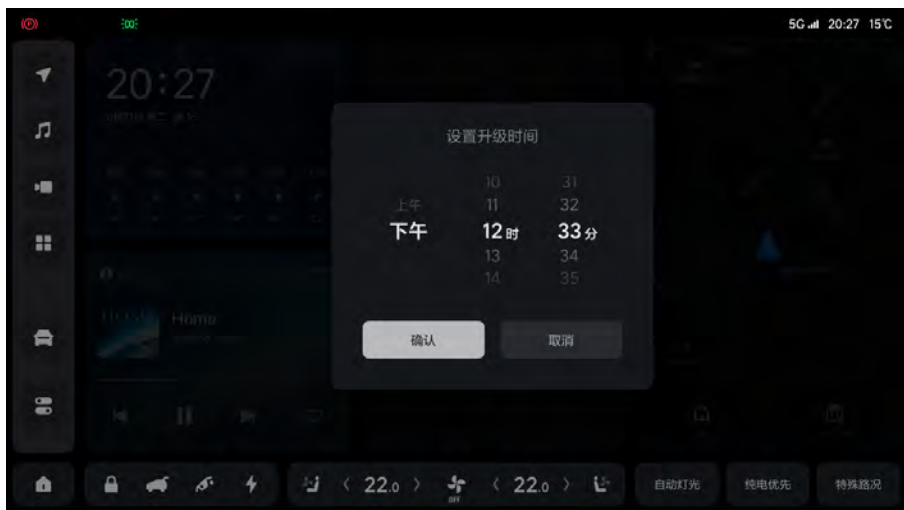 5G 20:27 15℃
20:27
设置升级时间
10 31
上午 11 32
下午 12时 33分
13 34
14 35
Home
确认 取消
22.0 OFF 22.0 自动灯光 纯电优先 特殊路况